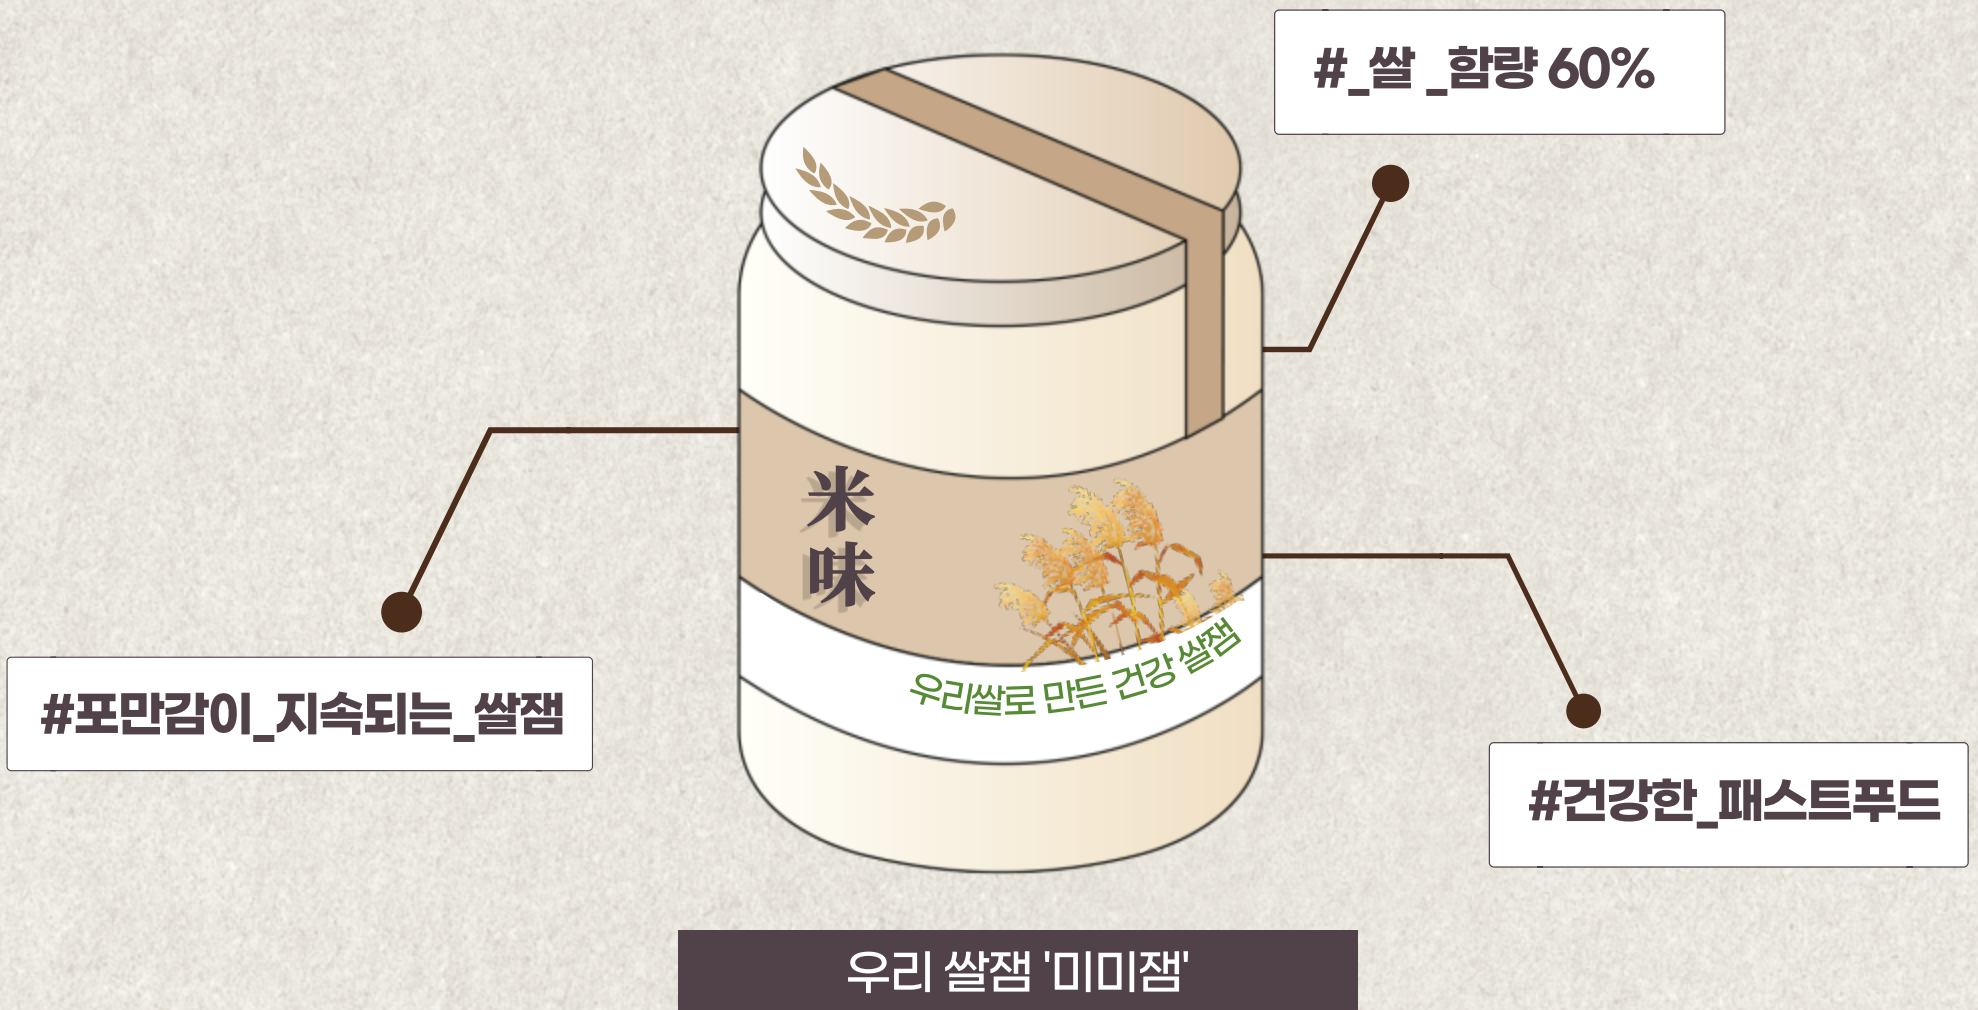 #_쌀 _함량 60%
米
味
우리쌀로 만든 건강 쌀잼
#포만감이_지속되는_쌀잼
#건강한_패스트푸드
우리 쌀잼 '미미잼'